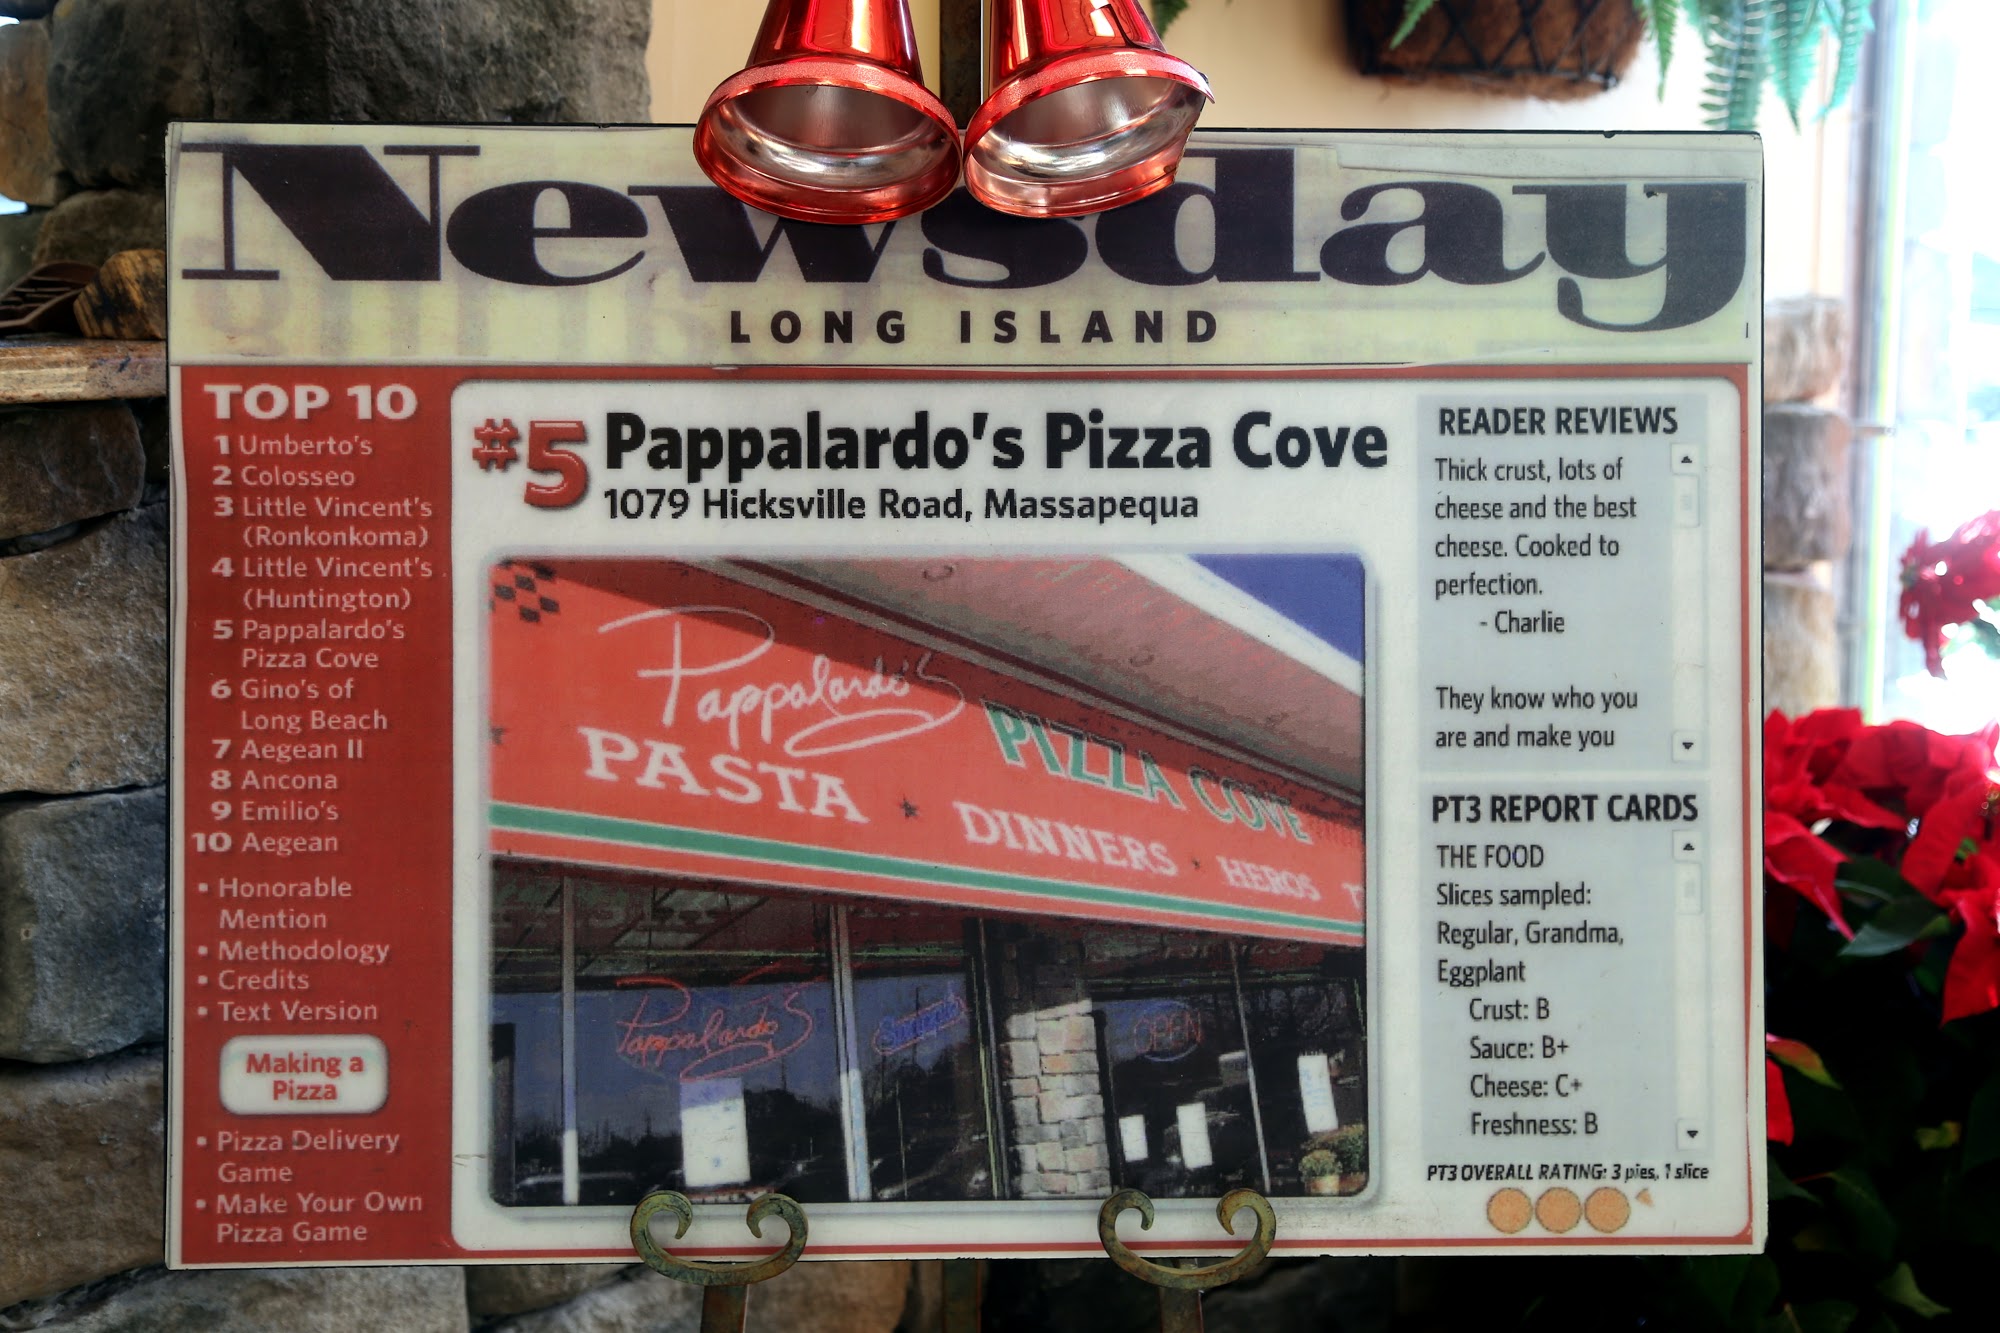 Newsday
LONG ISLAND
TOP 10
1 Umberto's
2 Colosseo
3 Little Vincent's
(Ronkonkoma)
4 Little Vincent's
(Huntington)
5 Pappalardo's
Pizza Cove
6 Gino's of
Long Beach
7 Aegean II
8 Ancona
9 Emilio's
10 Aegean
• Honorable
Mention
• Methodology
• Credits
• Text Version
Making a
Pizza
• Pizza Delivery
Game
• Make Your Own
Pizza Game
#5 Pappalardo's Pizza Cove
1079 Hicksville Road, Massapequa
Pappalardo's
PIZZA COVE
PASTA ★ DINNERS ★ HEROS T
Pappalardo's
OPEN
READER REVIEWS
Thick crust, lots of
cheese and the best
cheese. Cooked to
perfection.
- Charlie
They know who you
are and make you
PT3 REPORT CARDS
THE FOOD
Slices sampled:
Regular, Grandma,
Eggplant
Crust: B
Sauce: B+
Cheese: C+
Freshness: B
PT3 OVERALL RATING: 3 pies, 1 slice